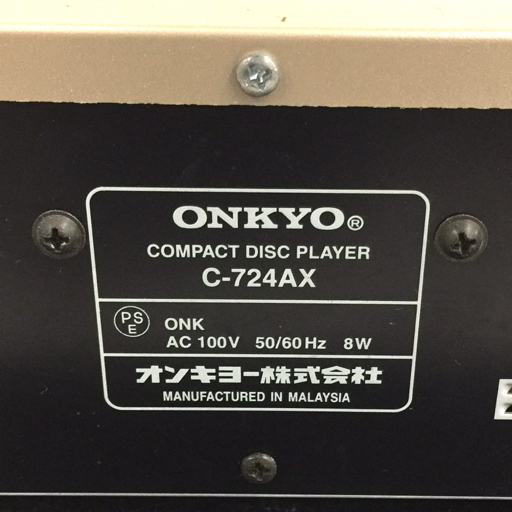 ONKYO®
COMPACT DISC PLAYER
C-724AX
PSE ONK
AC 100V 50/60Hz 8W
オンキヨー株式会社
MANUFACTURED IN MALAYSIA